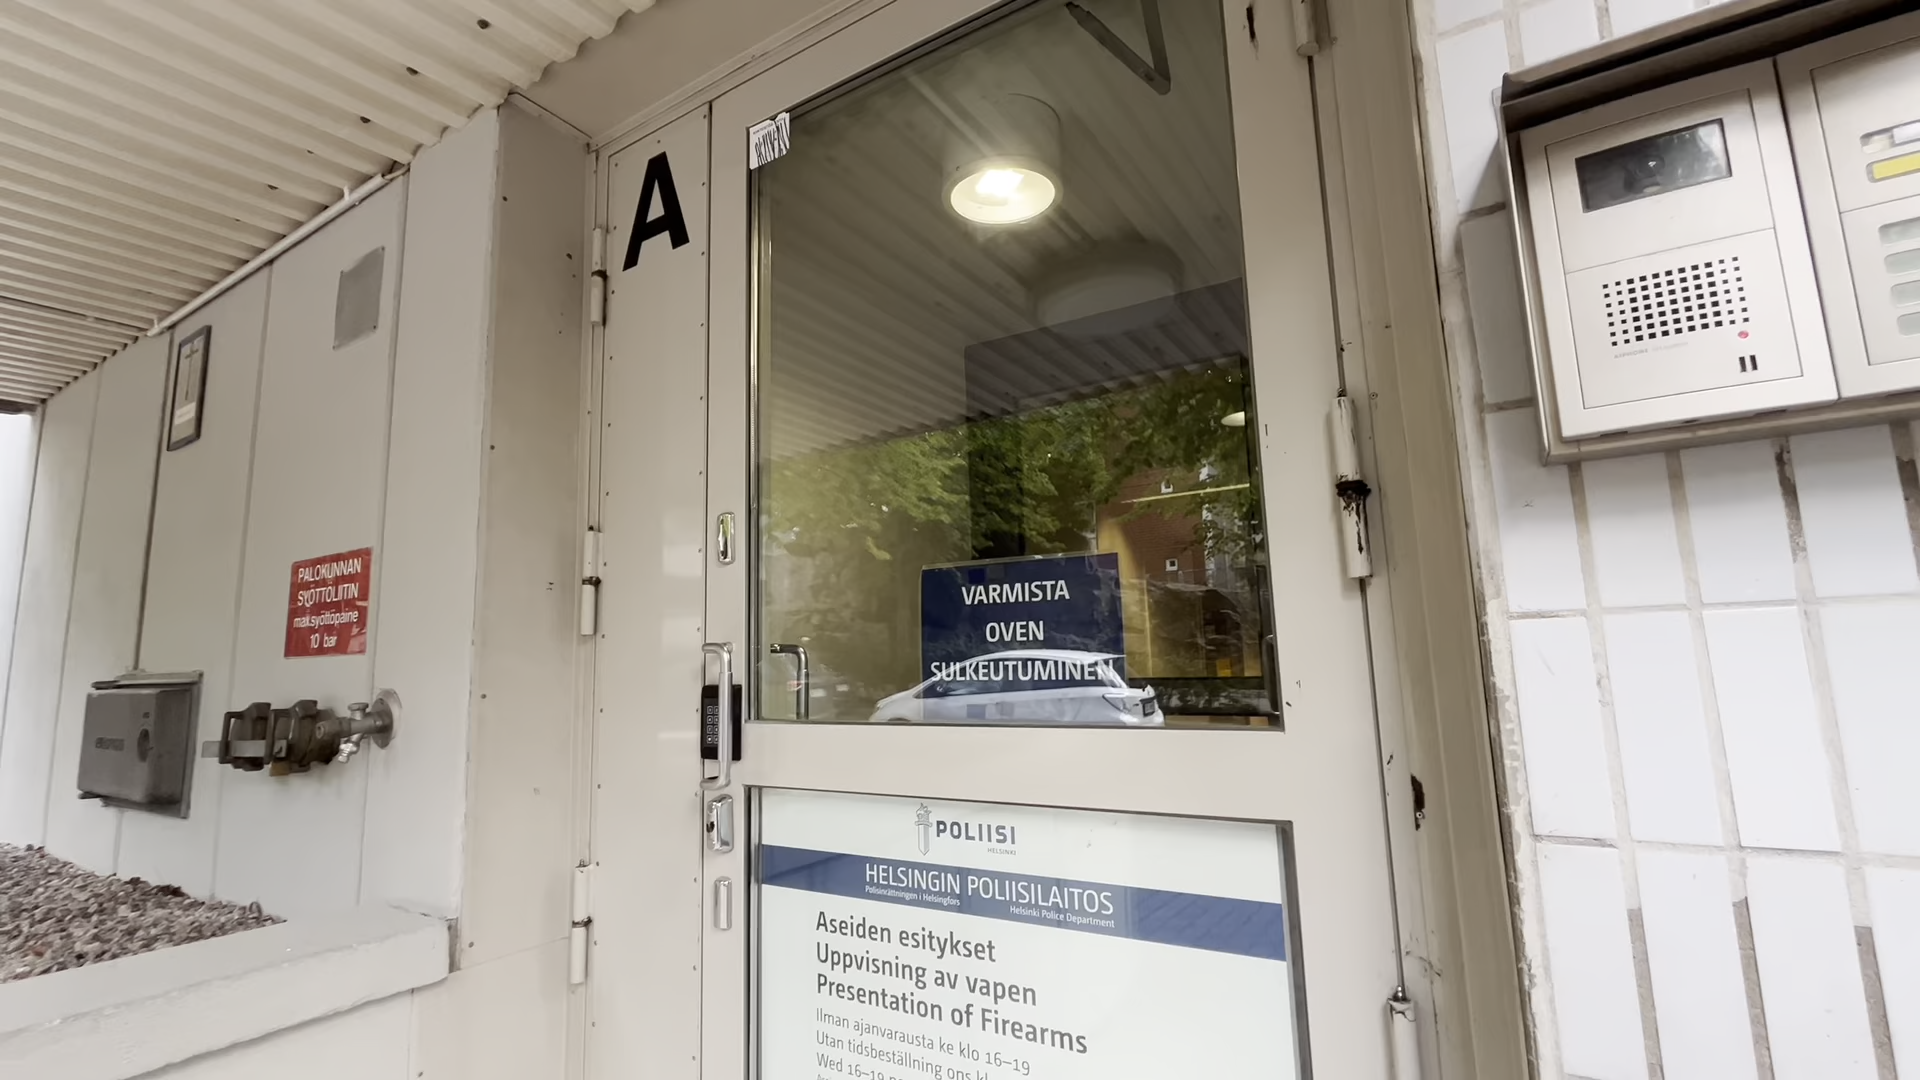 A
PALOKUNNAN
SYÖTTÖLIITIN
max.syöttöpaine
10 bar
VARMISTA
OVEN
SULKEUTUMINEN
POLIISI
HELSINKI
HELSINGIN POLIISILAITOS
Polisinrättningen i Helsingfors
Helsinki Police Department
Aseiden esitykset
Uppvisning av vapen
Presentation of Firearms
Ilman ajanvarausta ke klo 16–19
Utan tidsbeställning ons
Wed 16–19